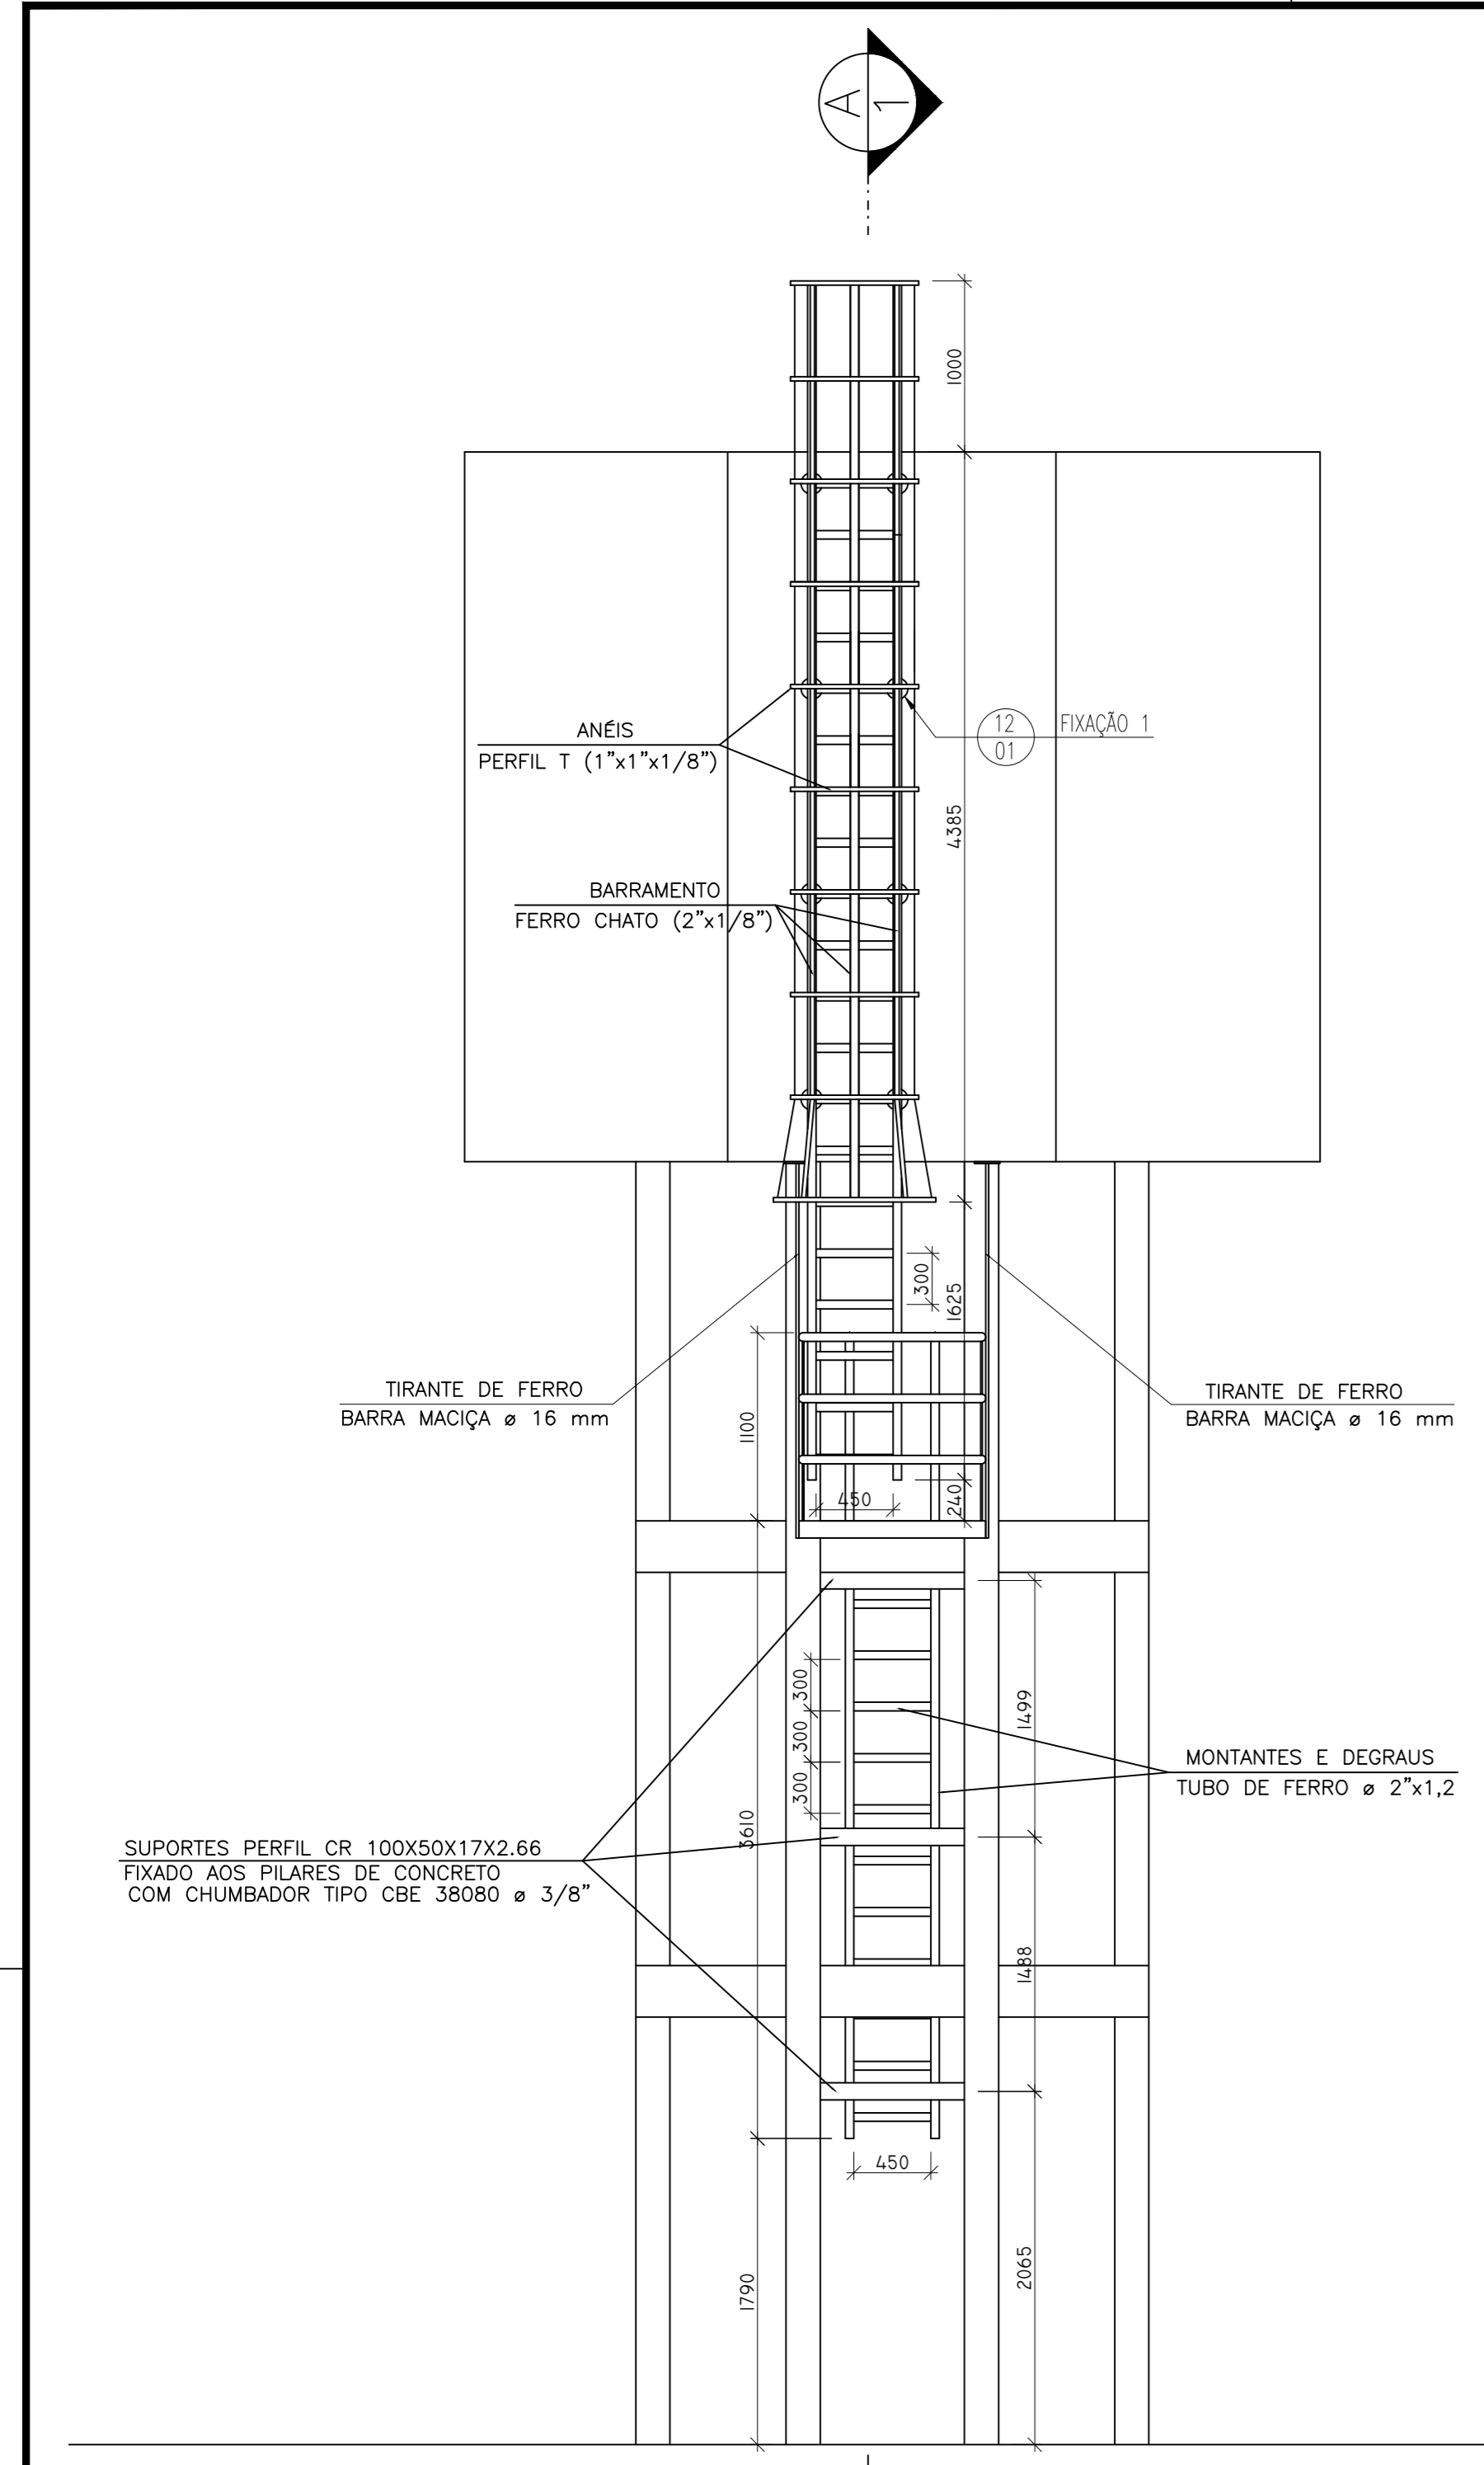 A
1
1000
ANÉIS
PERFIL T (1"x1"x1/8")
12
01
FIXAÇÃO 1
4385
BARRAMENTO
FERRO CHATO (2"x1/8")
300
1625
TIRANTE DE FERRO
BARRA MACIÇA ø 16 mm
TIRANTE DE FERRO
BARRA MACIÇA ø 16 mm
1100
450
240
300
300
300
1499
MONTANTES E DEGRAUS
TUBO DE FERRO ø 2"x1,2
3610
SUPORTES PERFIL CR 100X50X17X2.66
FIXADO AOS PILARES DE CONCRETO
COM CHUMBADOR TIPO CBE 38080 ø 3/8"
1488
450
2065
1790